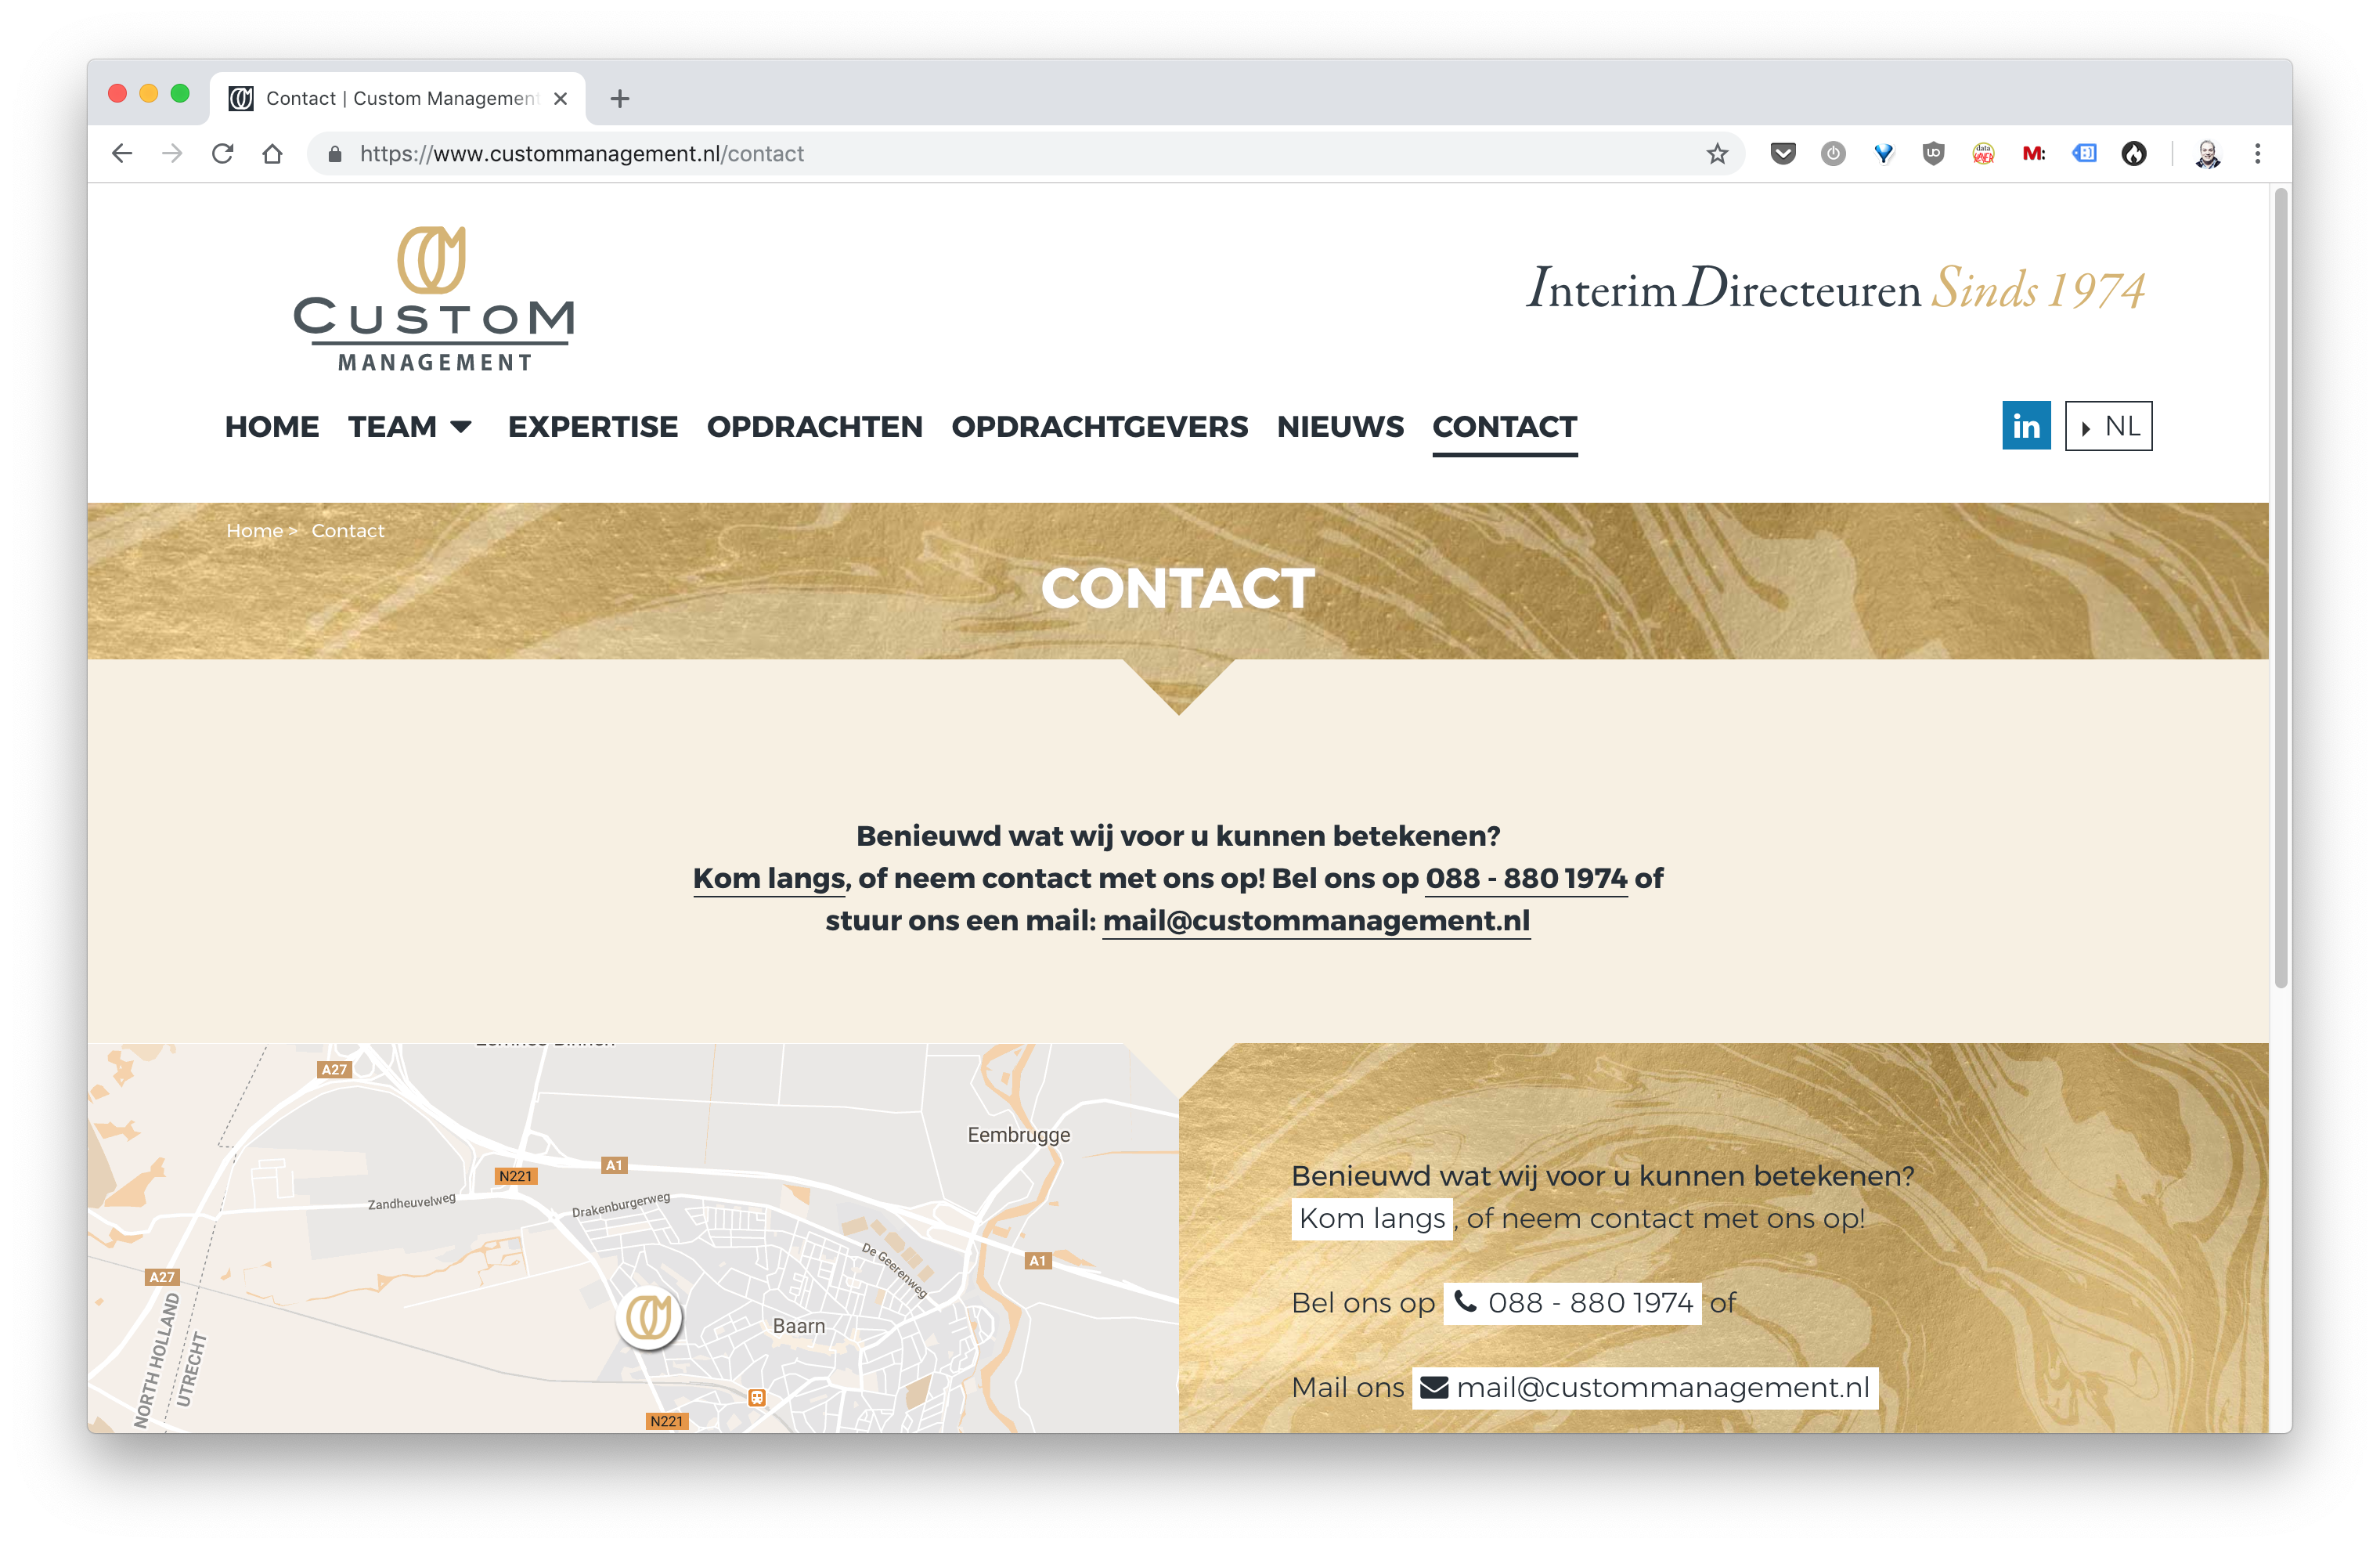 Contact | Custom Management
https://www.custommanagement.nl/contact
CUSTOM
MANAGEMENT
Interim Directeuren Sinds 1974
HOME TEAM EXPERTISE OPDRACHTEN OPDRACHTGEVERS NIEUWS CONTACT
in NL
Home > Contact
CONTACT
Benieuwd wat wij voor u kunnen betekenen?
Kom langs, of neem contact met ons op! Bel ons op 088 - 880 1974 of
stuur ons een mail: mail@custommanagement.nl
A27
Eembrugge
A1
N221
Zandheuvelweg
Drakenburgerweg
De Geerenweg
A1
A27
NORTH HOLLAND
UTRECHT
Baarn
N221
Benieuwd wat wij voor u kunnen betekenen?
Kom langs, of neem contact met ons op!
Bel ons op 088 - 880 1974 of
Mail ons mail@custommanagement.nl